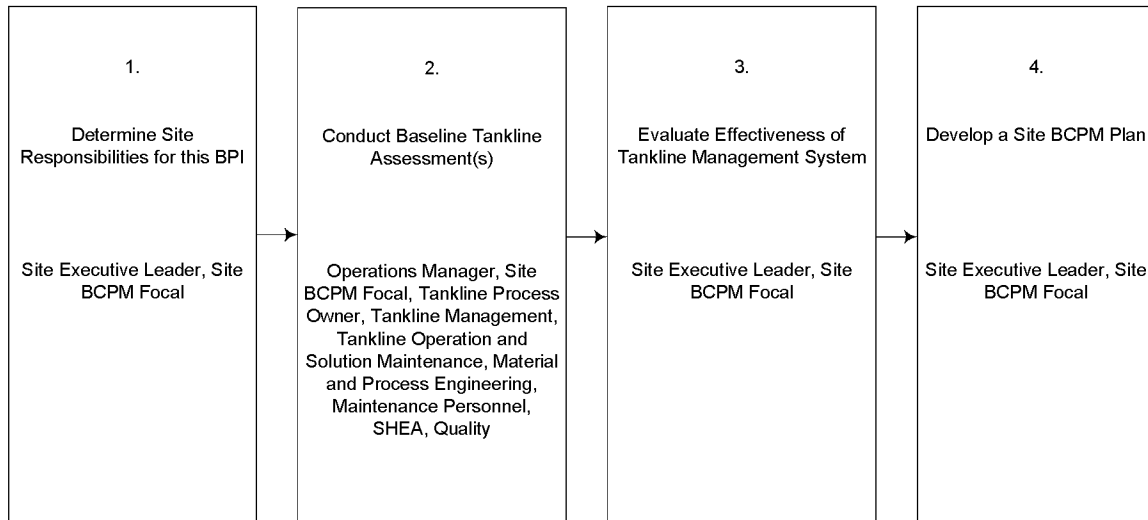 1.
Determine Site
Responsibilities for this BPI
Site Executive Leader, Site
BCPM Focal
2.
Conduct Baseline Tankline
Assessment(s)
Operations Manager, Site
BCPM Focal, Tankline Process
Owner, Tankline Management,
Tankline Operation and
Solution Maintenance, Material
and Process Engineering,
Maintenance Personnel,
SHEA, Quality
3.
Evaluate Effectiveness of
Tankline Management System
Site Executive Leader, Site
BCPM Focal
4.
Develop a Site BCPM Plan
Site Executive Leader, Site
BCPM Focal